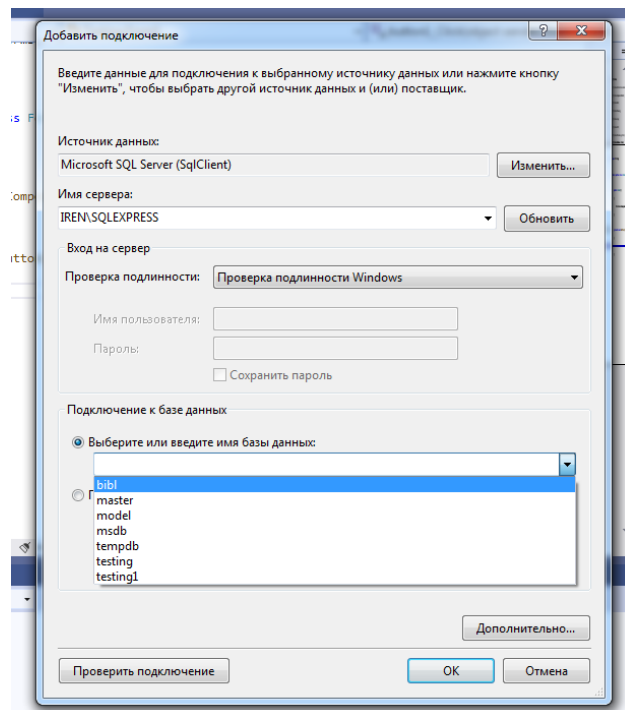 Добавить подключение
Введите данные для подключения к выбранному источнику данных или нажмите кнопку
"Изменить", чтобы выбрать другой источник данных и (или) поставщик.
Источник данных:
Microsoft SQL Server (SqlClient)
Изменить...
Имя сервера:
IREN\SQLEXPRESS
Обновить
Вход на сервер
Проверка подлинности:
Проверка подлинности Windows
Имя пользователя:
Пароль:
Сохранить пароль
Подключение к базе данных
Выберите или введите имя базы данных:
bibl
master
model
msdb
tempdb
testing
testing1
Дополнительно...
Проверить подключение
OK
Отмена